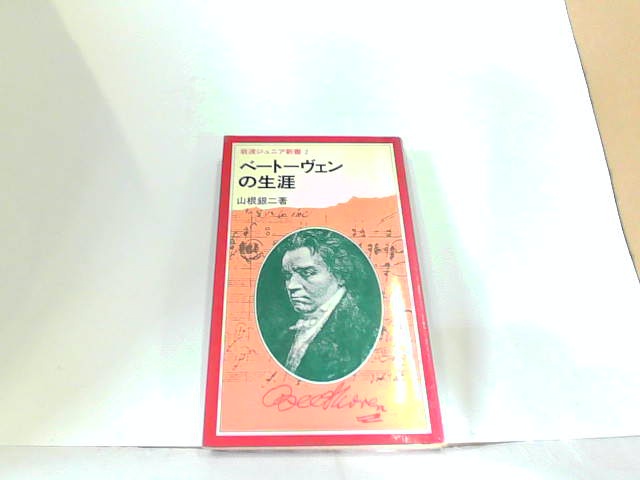 岩波ジュニア新書 2
ベートーヴェン
の生涯
山根銀二著
Beethoven